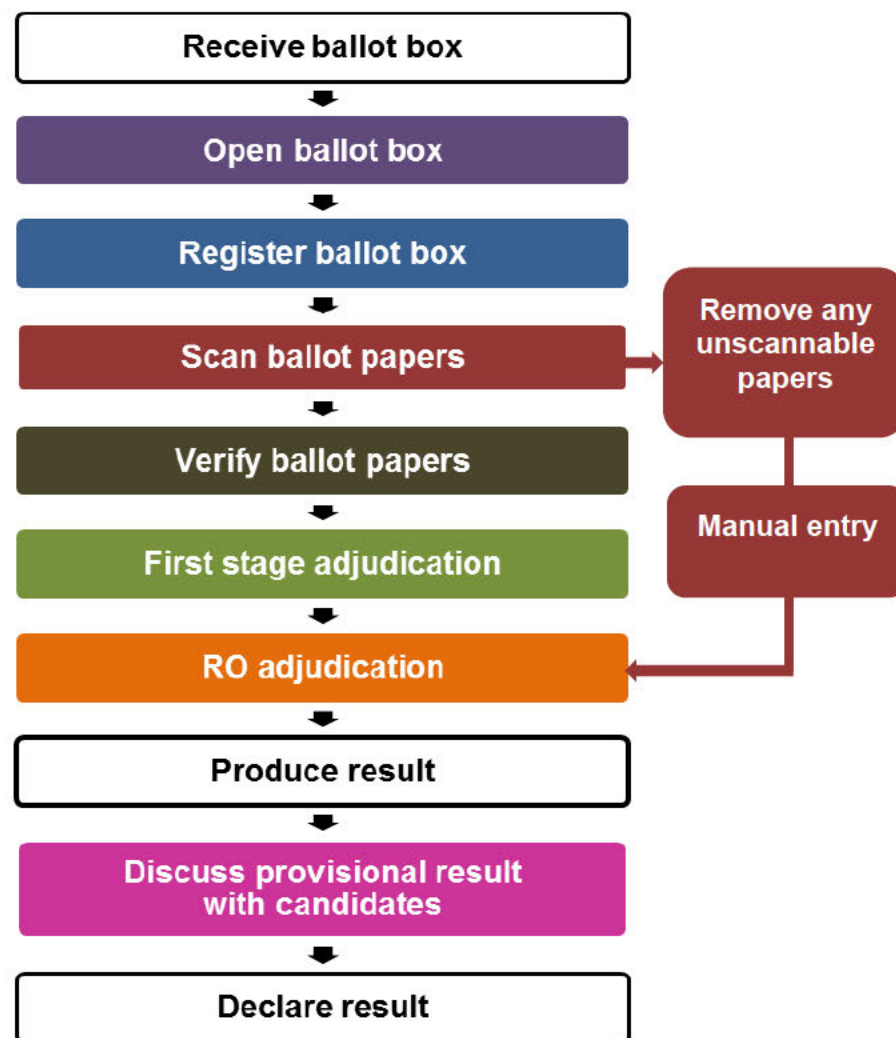 Receive ballot box
Open ballot box
Register ballot box
Scan ballot papers
Remove any
unscannable
papers
Verify ballot papers
Manual entry
First stage adjudication
RO adjudication
Produce result
Discuss provisional result
with candidates
Declare result